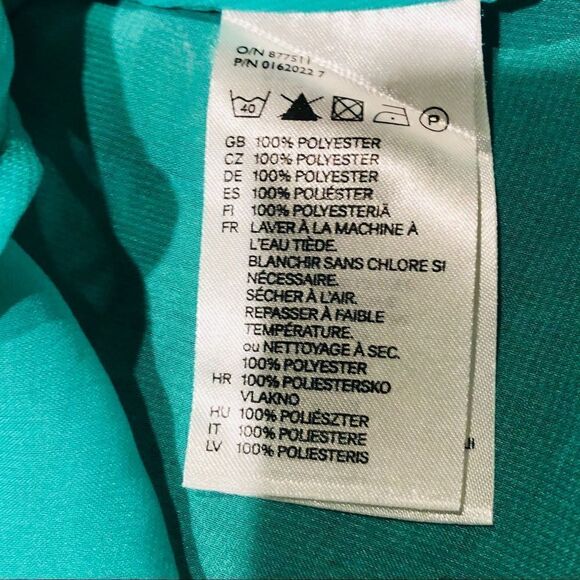 O/N 877511
P/N 0162022 7
40 P
GB 100% POLYESTER
CZ 100% POLYESTER
DE 100% POLYESTER
ES 100% POLIÉSTER
FI 100% POLYESTERIÄ
FR LAVER À LA MACHINE À
L'EAU TIÈDE.
BLANCHIR SANS CHLORE SI
NÉCESSAIRE.
SÉCHER À L'AIR.
REPASSER À FAIBLE
TEMPÉRATURE.
ou NETTOYAGE À SEC.
100% POLYESTER
HR 100% POLIESTERSKO
VLAKNO
HU 100% POLIÉSZTER
IT 100% POLIESTERE
LV 100% POLIESTERIS